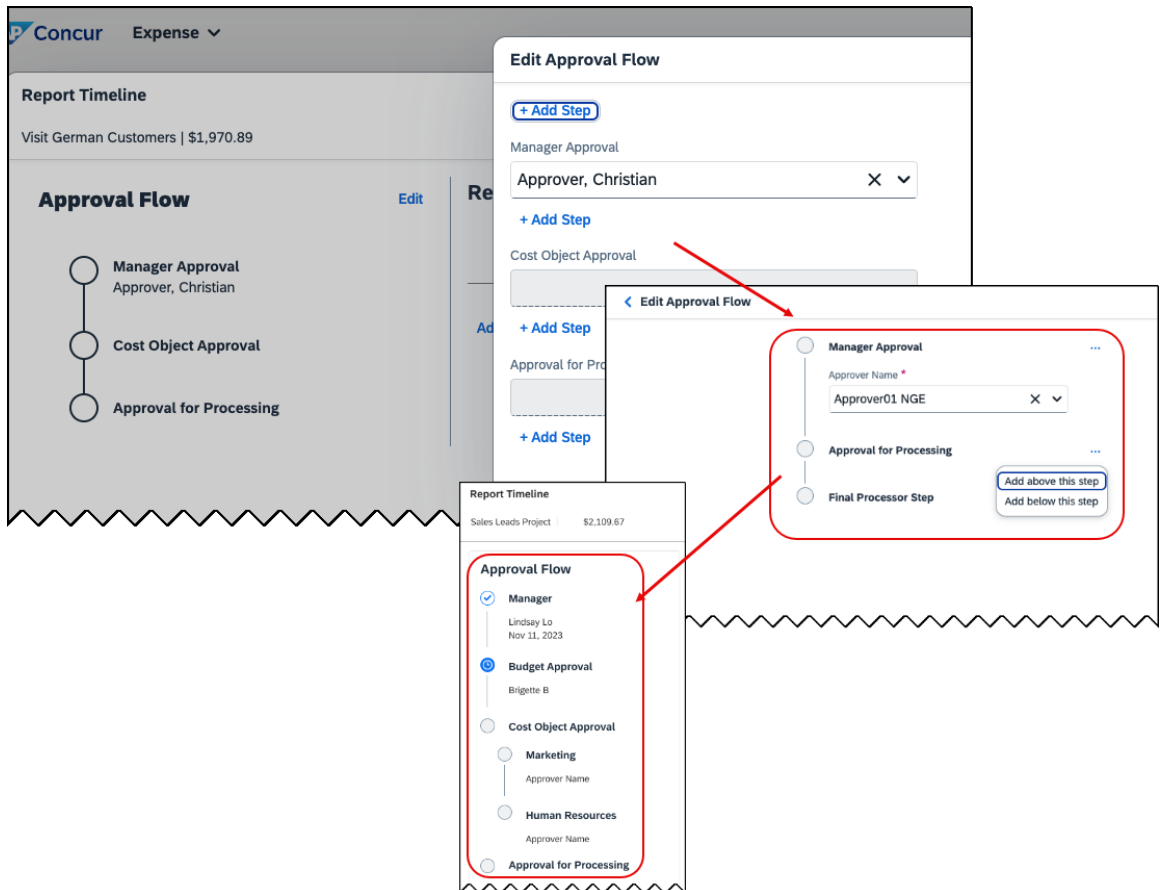 Concur Expense
Report Timeline
Visit German Customers | $1,970.89
Approval Flow Edit
Manager Approval
Approver, Christian
Cost Object Approval
Approval for Processing
Re
Ad
Edit Approval Flow
+ Add Step
Manager Approval
Approver, Christian
+ Add Step
Cost Object Approval
+ Add Step
Approval for Pro
+ Add Step
Edit Approval Flow
Manager Approval ...
Approver Name *
Approver01 NGE
Approval for Processing ...
Add above this step
Add below this step
Final Processor Step
Report Timeline
Sales Leads Project $2,109.67
Approval Flow
Manager
Lindsay Lo
Nov 11, 2023
Budget Approval
Brigette B
Cost Object Approval
Marketing
Approver Name
Human Resources
Approver Name
Approval for Processing